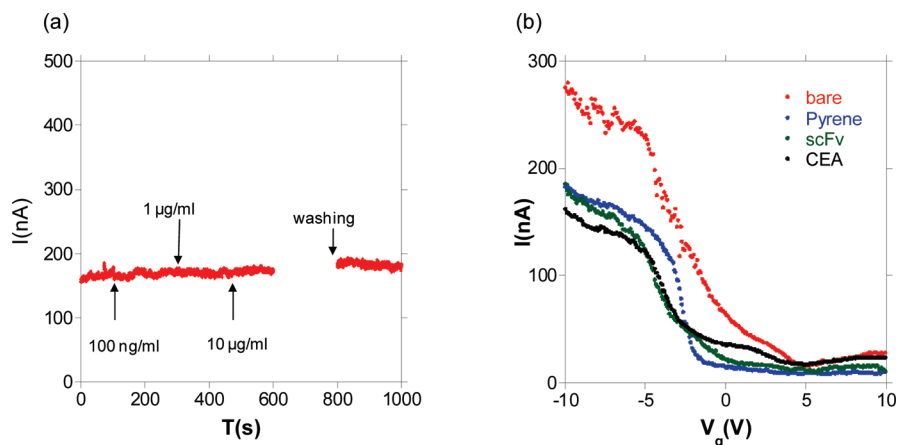 (a)
(b)
500
400
300
200
100
0
I(nA)
1 µg/ml
washing
100 ng/ml
10 µg/ml
0
200
400
600
800
1000
T(s)
300
200
100
0
I(nA)
bare
Pyrene
scFv
CEA
-10
-5
0
5
10
Vg(V)